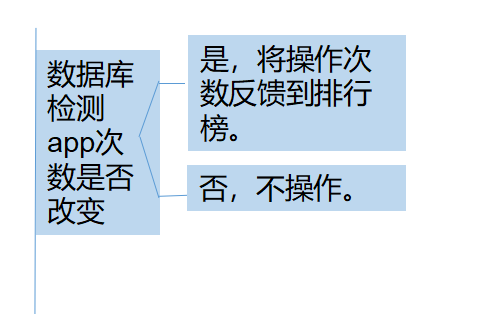 数据库
检测
app次
数是否
改变
是，将操作次
数反馈到排行
榜。
否，不操作。